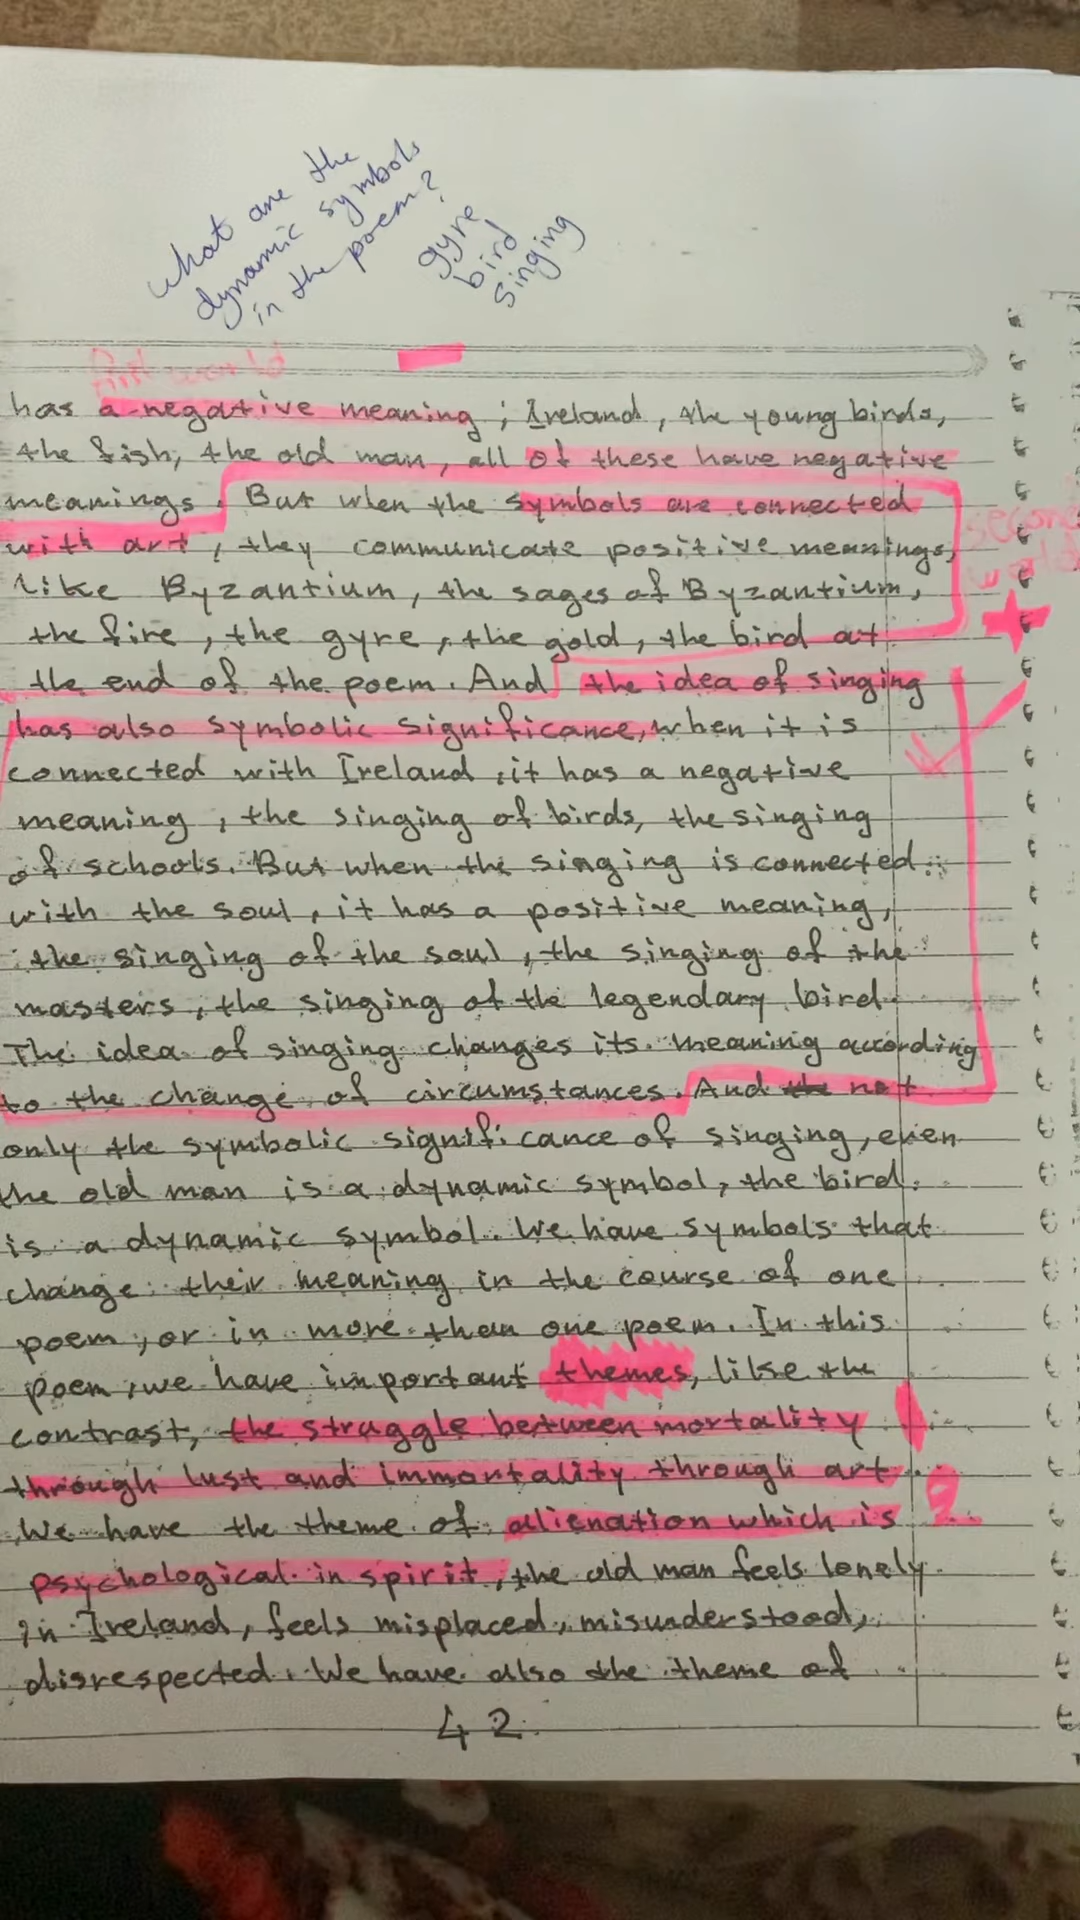 what are the
dynamic symbols
in the poem?
gyre
bird
singing
first world
has a negative meaning; Ireland, the young birds,
the fish, the old man, all of these have negative
meanings. But when the symbols are connected
with art, they communicate positive meanings,
second
world
like Byzantium, the sages of Byzantium,
the fire, the gyre, the gold, the bird at
the end of the poem. And the idea of singing
has also symbolic significance, when it is
connected with Ireland, it has a negative
meaning, the singing of birds, the singing
of schools. But when the singing is connected
with the soul, it has a positive meaning,
the singing of the soul, the singing of the
masters, the singing of the legendary bird.
The idea of singing changes its meaning according
to the change of circumstances. And the not
only the symbolic significance of singing, even
the old man is a dynamic symbol, the bird
is a dynamic symbol. We have symbols that
change their meaning in the course of one
poem, or in more than one poem. In this
poem, we have important themes, like the
contrast, the struggle between mortality
through lust and immortality through art
We have the theme of alienation which is
psychological in spirit, the old man feels lonely
in Ireland, feels misplaced, misunderstood,
disrespected. We have also the theme of
42